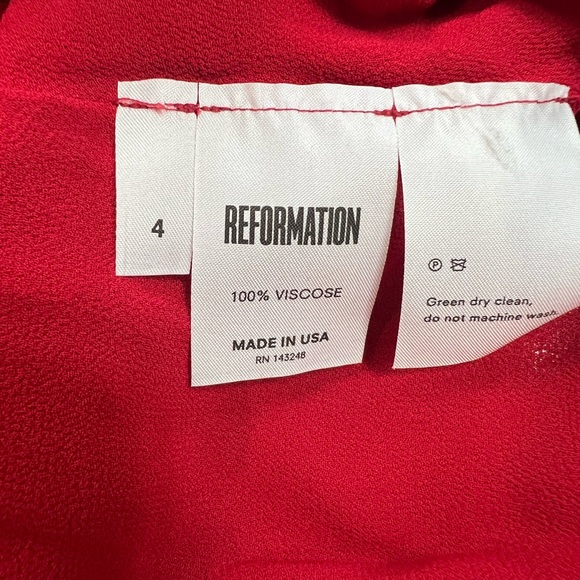 4
REFORMATION
100% VISCOSE
MADE IN USA
RN 143248
P
Green dry clean,
do not machine wash.